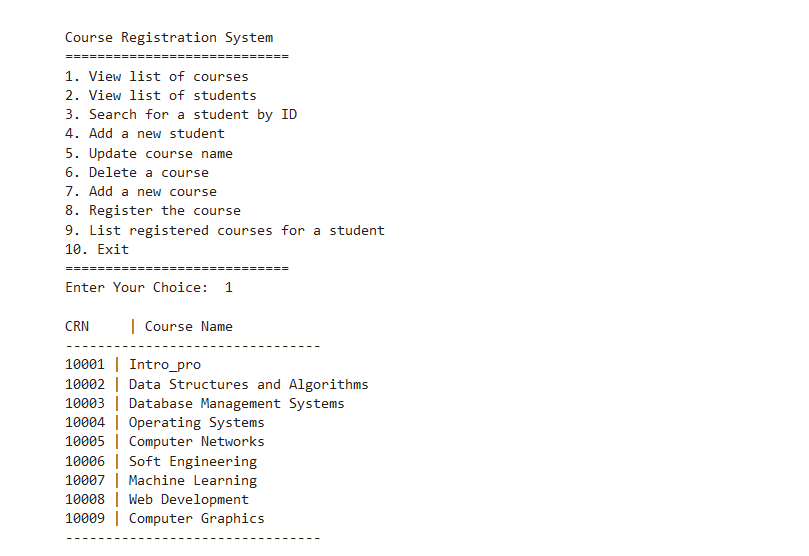 Course Registration System
============================
1. View list of courses
2. View list of students
3. Search for a student by ID
4. Add a new student
5. Update course name
6. Delete a course
7. Add a new course
8. Register the course
9. List registered courses for a student
10. Exit
============================
Enter Your Choice:  1
CRN     | Course Name
--------------------------------
10001 | Intro_pro
10002 | Data Structures and Algorithms
10003 | Database Management Systems
10004 | Operating Systems
10005 | Computer Networks
10006 | Soft Engineering
10007 | Machine Learning
10008 | Web Development
10009 | Computer Graphics
--------------------------------